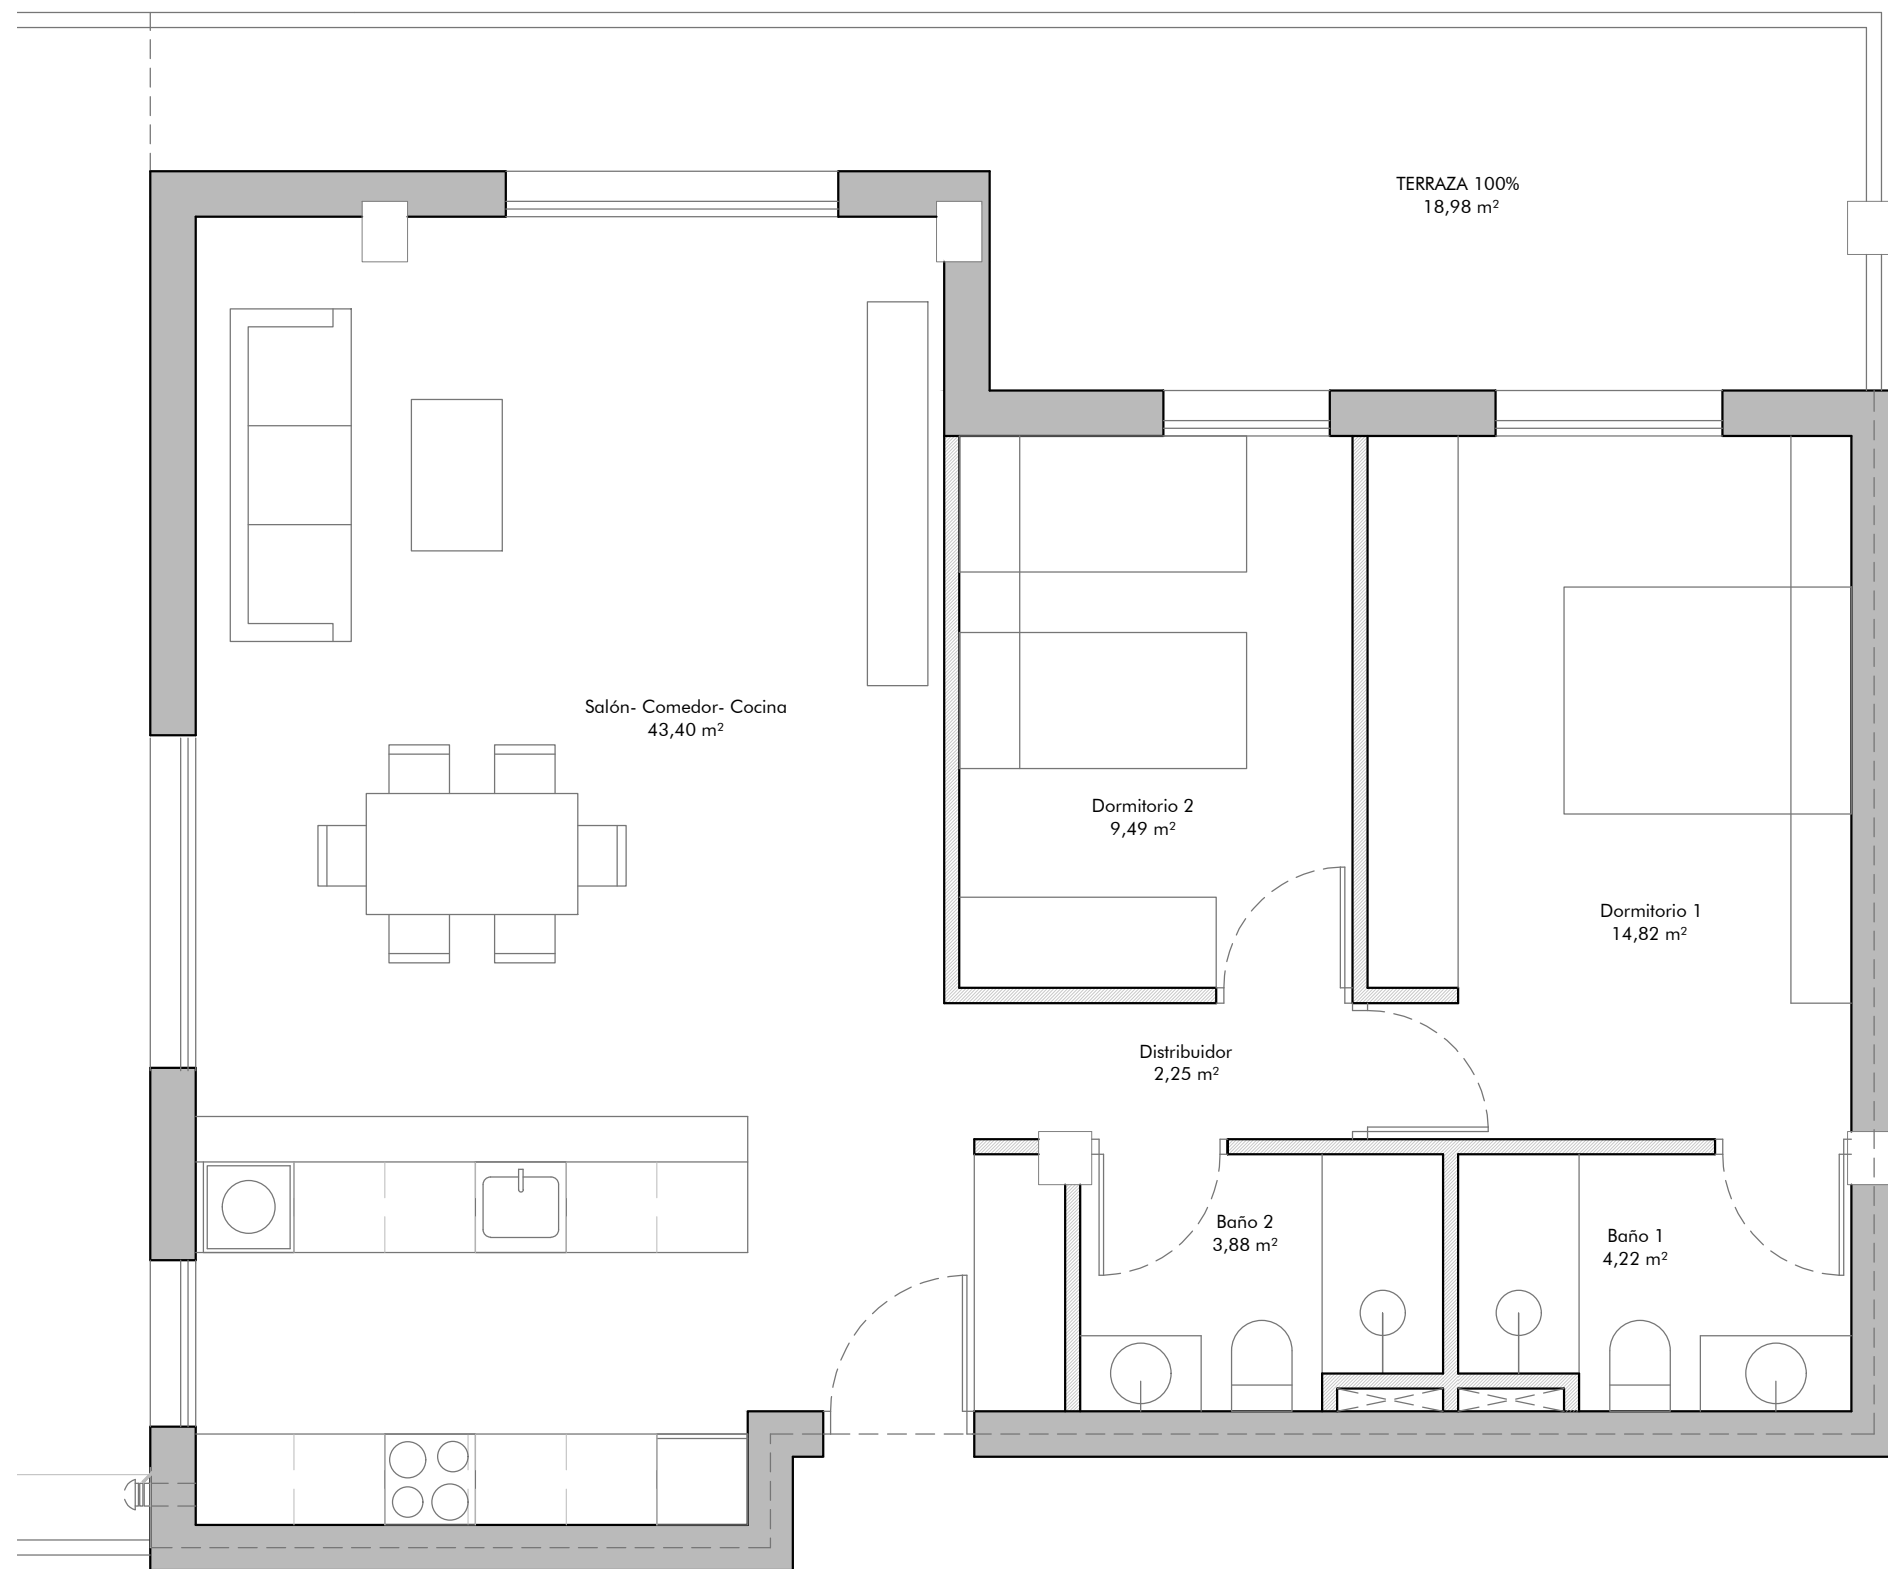 TERRAZA 100%
18,98 m²
Salón- Comedor- Cocina
43,40 m²
Dormitorio 2
9,49 m²
Dormitorio 1
14,82 m²
Distribuidor
2,25 m²
Baño 2
3,88 m²
Baño 1
4,22 m²